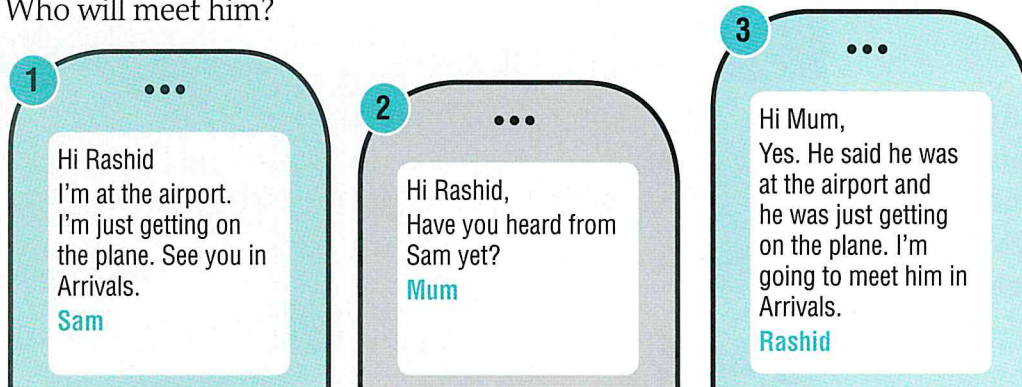 Who will meet him?
1
Hi Rashid
I'm at the airport.
I'm just getting on
the plane. See you in
Arrivals.
Sam
2
Hi Rashid,
Have you heard from
Sam yet?
Mum
3
Hi Mum,
Yes. He said he was
at the airport and
he was just getting
on the plane. I'm
going to meet him in
Arrivals.
Rashid